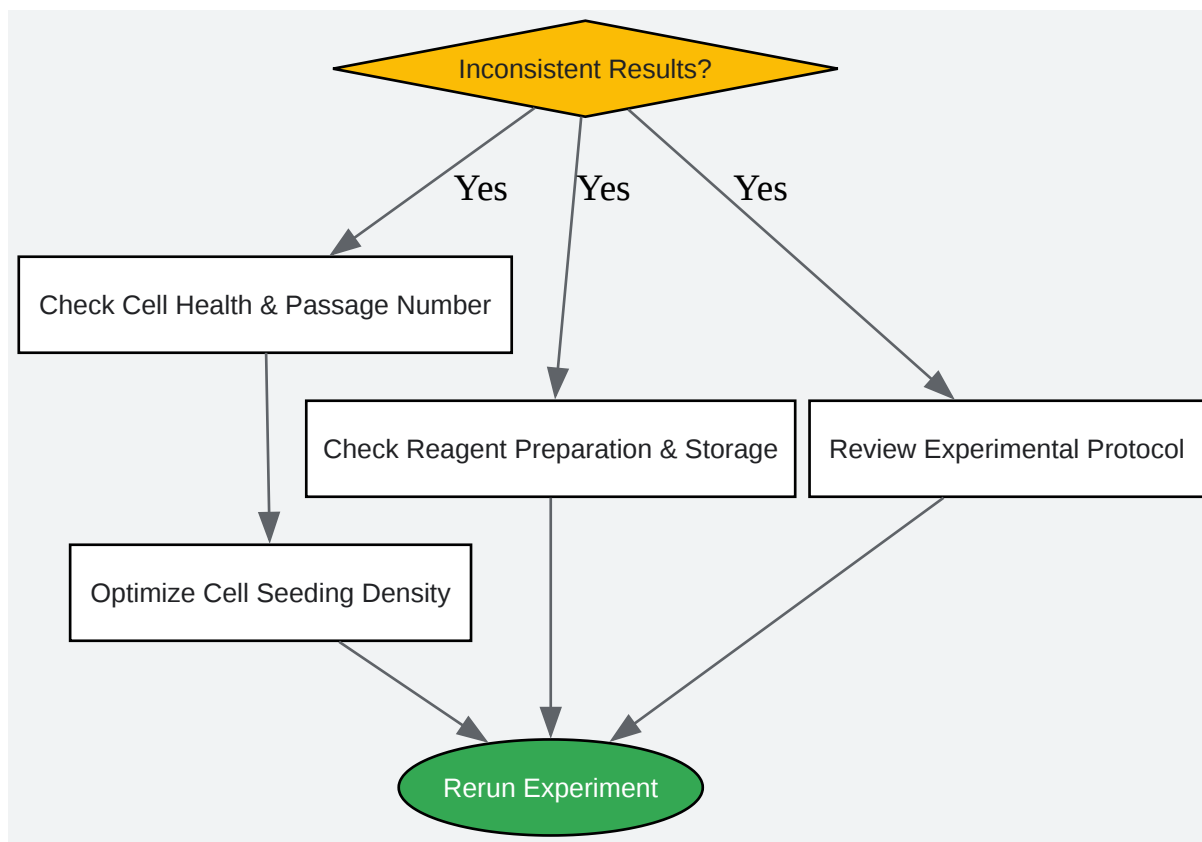 Inconsistent Results?
Yes
Yes
Yes
Check Cell Health & Passage Number
Check Reagent Preparation & Storage
Review Experimental Protocol
Optimize Cell Seeding Density
Rerun Experiment